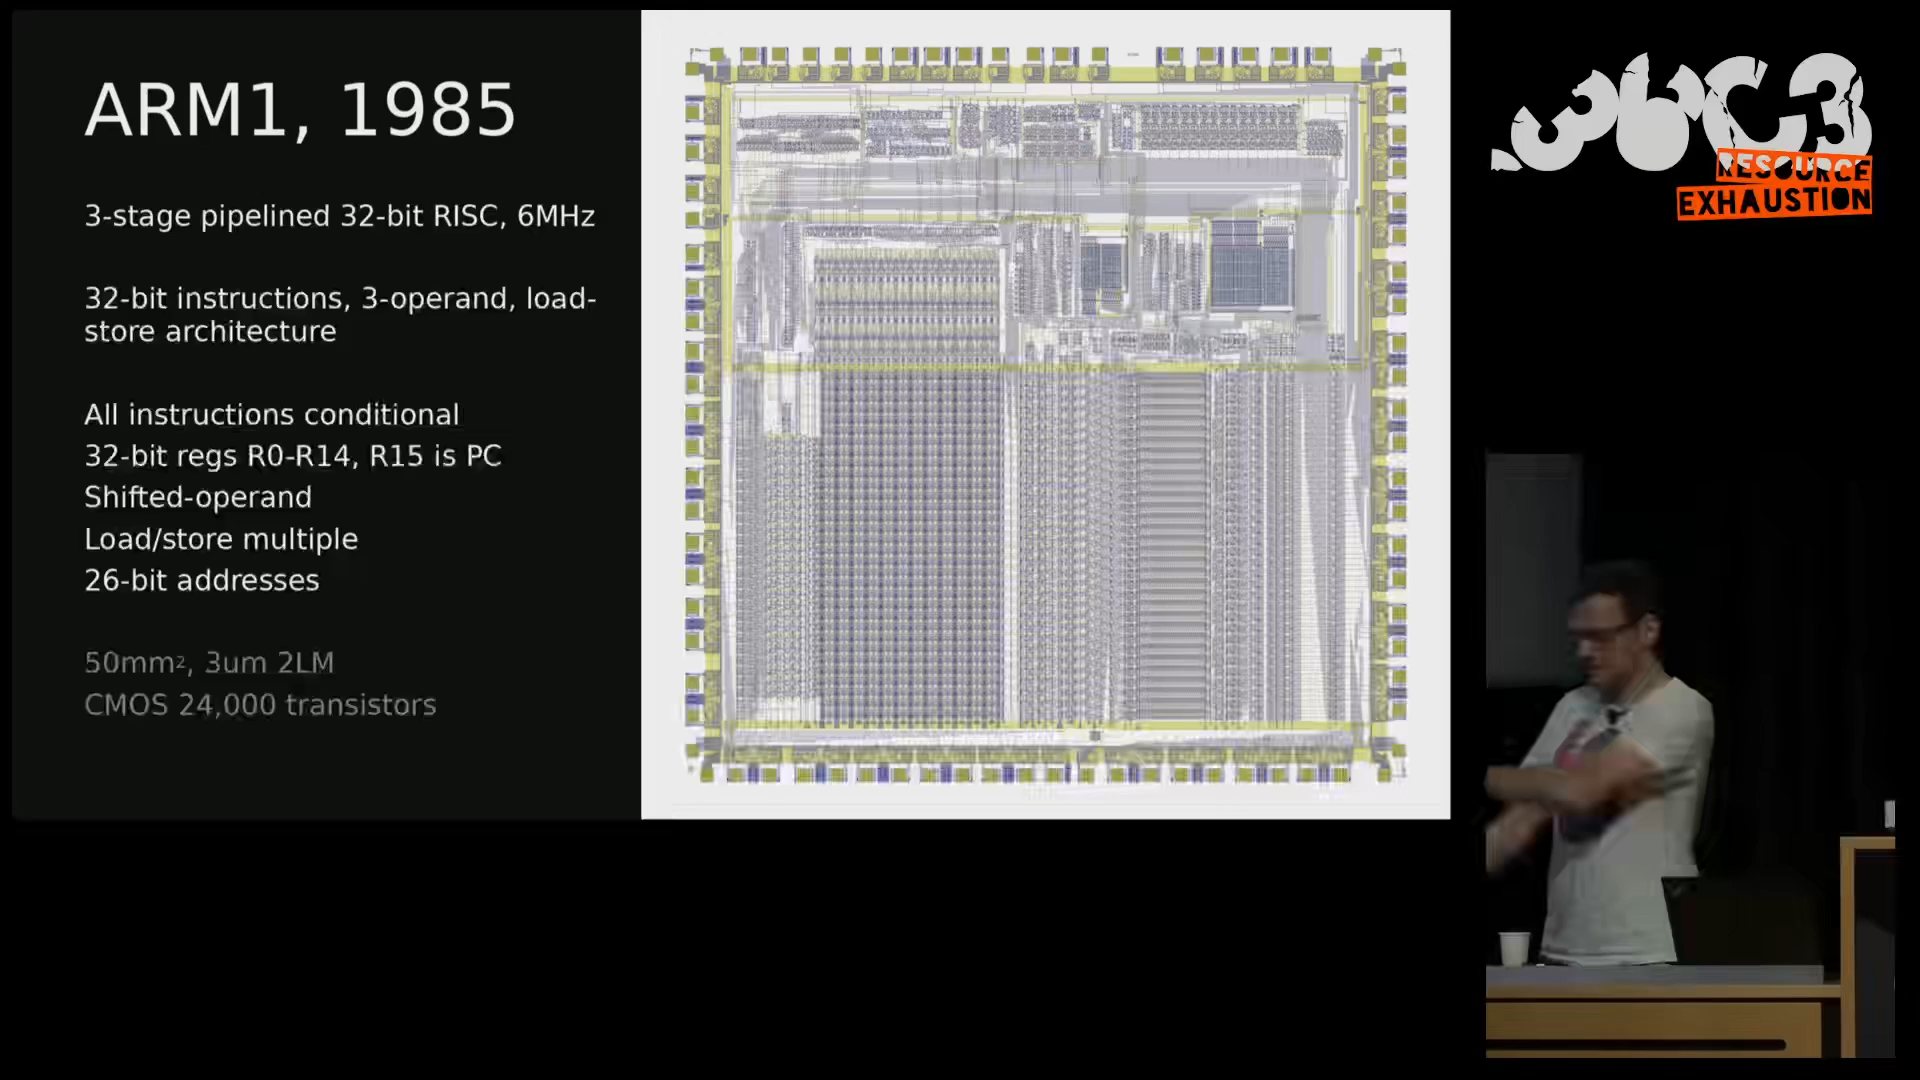 ARM1, 1985
3-stage pipelined 32-bit RISC, 6MHz
32-bit instructions, 3-operand, load-
store architecture
All instructions conditional
32-bit regs R0-R14, R15 is PC
Shifted-operand
Load/store multiple
26-bit addresses
50mm², 3um 2LM
CMOS 24,000 transistors
36C3
RESOURCE
EXHAUSTION